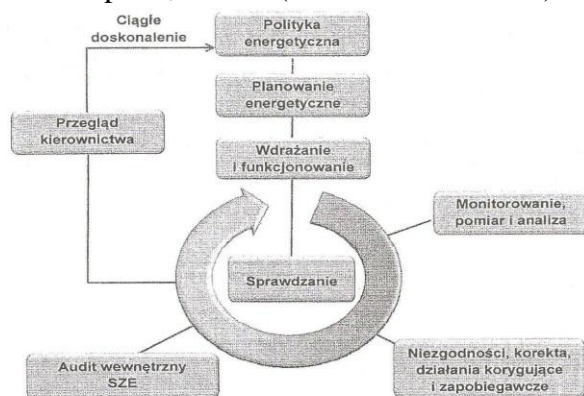 Ciągłe
doskonalenie
Polityka
energetyczna
Planowanie
energetyczne
Przegląd
kierownictwa
Wdrażanie
i funkcjonowanie
Monitorowanie,
pomiar i analiza
Sprawdzanie
Audit wewnętrzny
SZE
Niezgodności, korekta,
działania korygujące
i zapobiegawcze